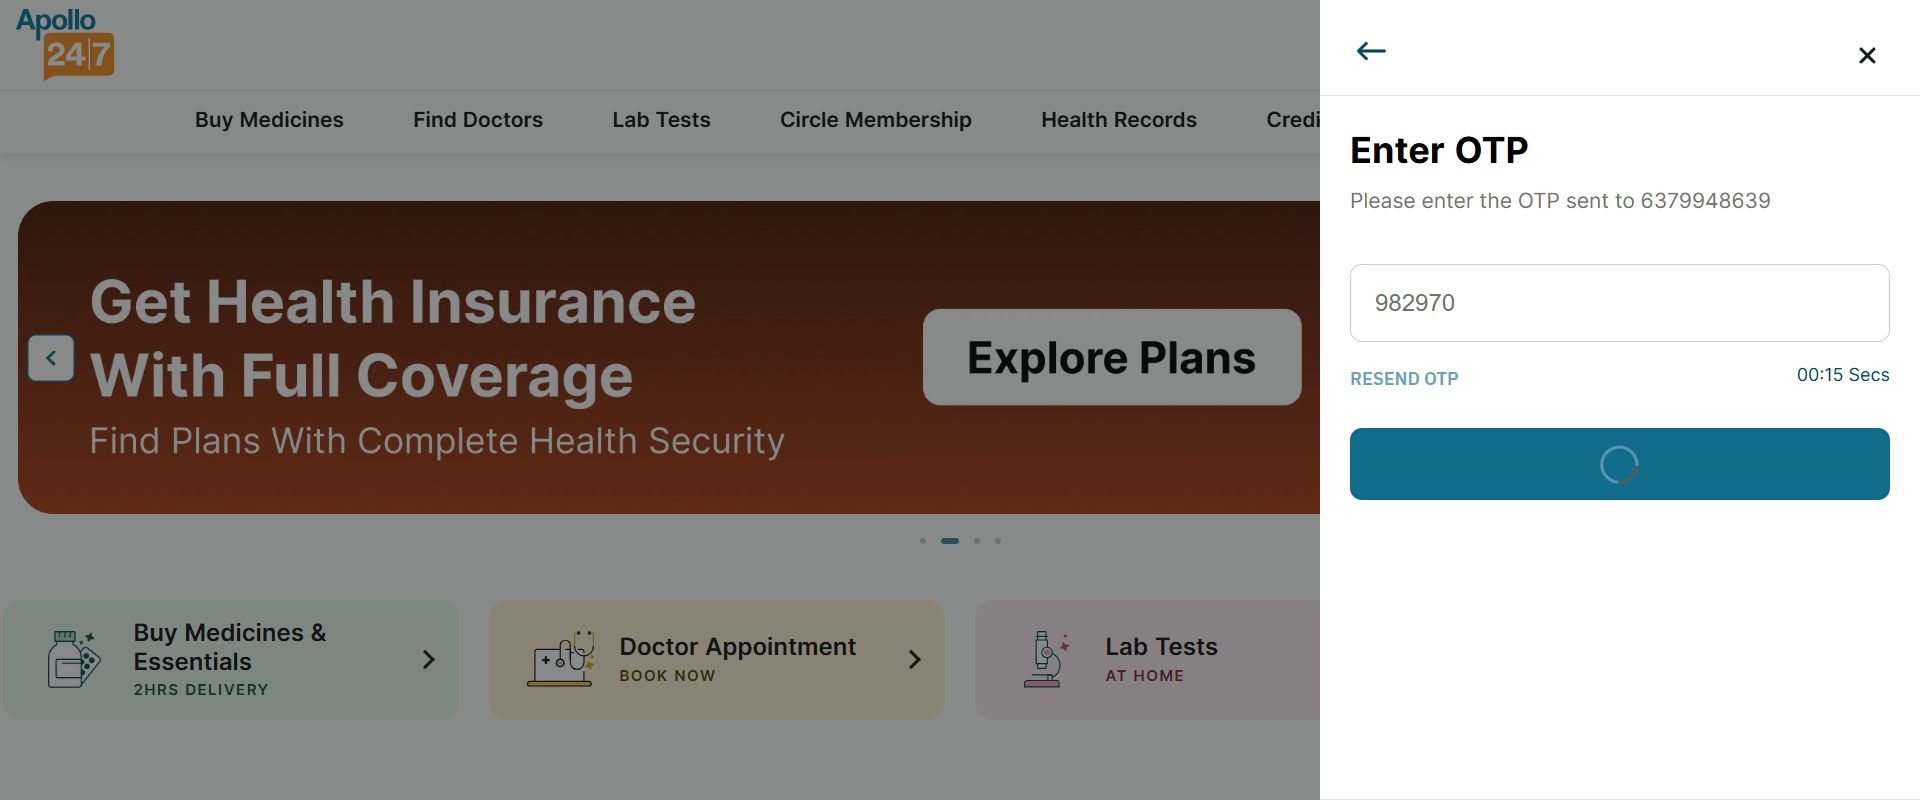 Apollo
24|7
Buy Medicines
Find Doctors
Lab Tests
Circle Membership
Health Records
Credi
Get Health Insurance
With Full Coverage
Find Plans With Complete Health Security
Explore Plans
Buy Medicines &
Essentials
2HRS DELIVERY
Doctor Appointment
BOOK NOW
Lab Tests
AT HOME
Enter OTP
Please enter the OTP sent to 6379948639
982970
RESEND OTP
00:15 Secs